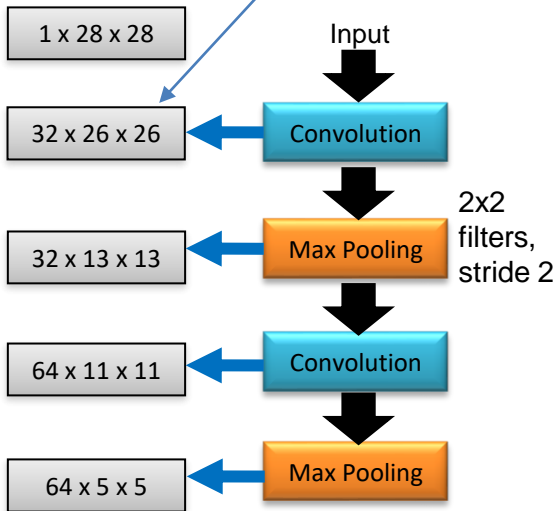 1 x 28 x 28
Input
32 x 26 x 26
Convolution
2x2
filters,
stride 2
32 x 13 x 13
Max Pooling
64 x 11 x 11
Convolution
64 x 5 x 5
Max Pooling